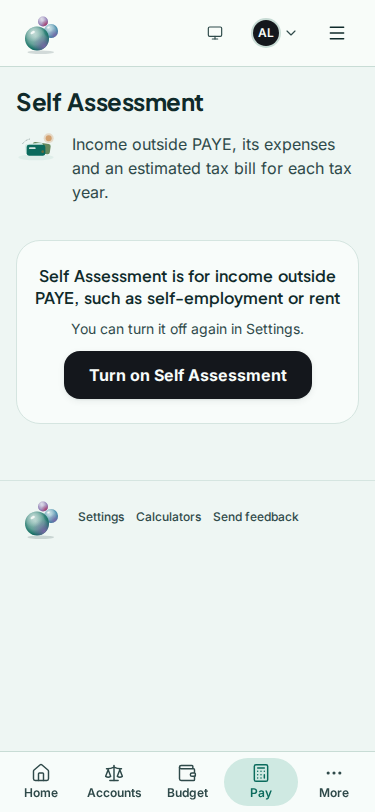 AL
Self Assessment
Income outside PAYE, its expenses
and an estimated tax bill for each tax
year.
Self Assessment is for income outside
PAYE, such as self-employment or rent
You can turn it off again in Settings.
Turn on Self Assessment
Settings Calculators Send feedback
Home Accounts Budget Pay More